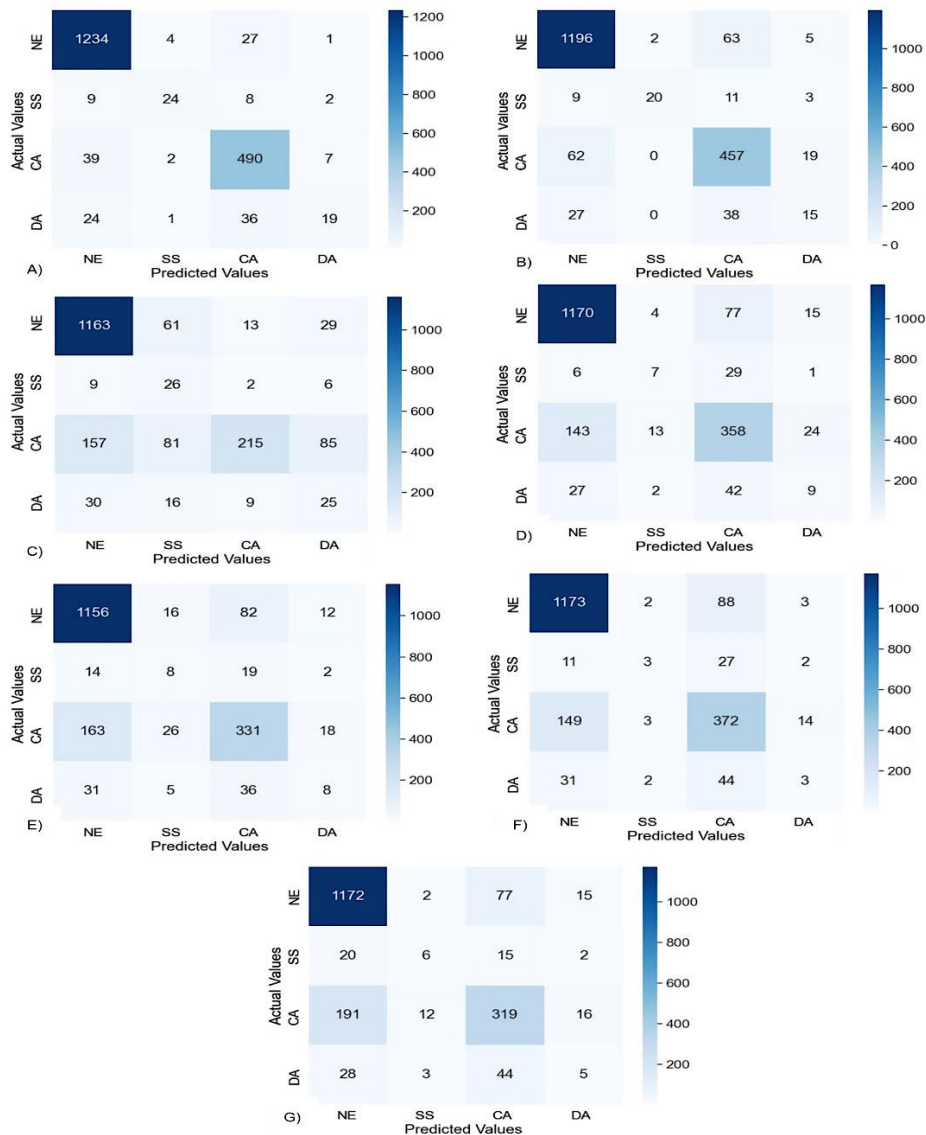 NE 1234 4 27 1
SS 9 24 8 2
CA 39 2 490 7
DA 24 1 36 19
NE SS CA DA
Actual Values
Predicted Values
A)
1200
1000
800
600
400
200
NE 1196 2 63 5
SS 9 20 11 3
CA 62 0 457 19
DA 27 0 38 15
NE SS CA DA
Actual Values
Predicted Values
B)
1000
800
600
400
200
0
NE 1163 61 13 29
SS 9 26 2 6
CA 157 81 215 85
DA 30 16 9 25
NE SS CA DA
Actual Values
Predicted Values
C)
1000
800
600
400
200
NE 1170 4 77 15
SS 6 7 29 1
CA 143 13 358 24
DA 27 2 42 9
NE SS CA DA
Actual Values
Predicted Values
D)
1000
800
600
400
200
NE 1156 16 82 12
SS 14 8 19 2
CA 163 26 331 18
DA 31 5 36 8
NE SS CA DA
Actual Values
Predicted Values
E)
1000
800
600
400
200
NE 1173 2 88 3
SS 11 3 27 2
CA 149 3 372 14
DA 31 2 44 3
NE SS CA DA
Actual Values
Predicted Values
F)
1000
800
600
400
200
NE 1172 2 77 15
SS 20 6 15 2
CA 191 12 319 16
DA 28 3 44 5
NE SS CA DA
Actual Values
Predicted Values
G)
1000
800
600
400
200